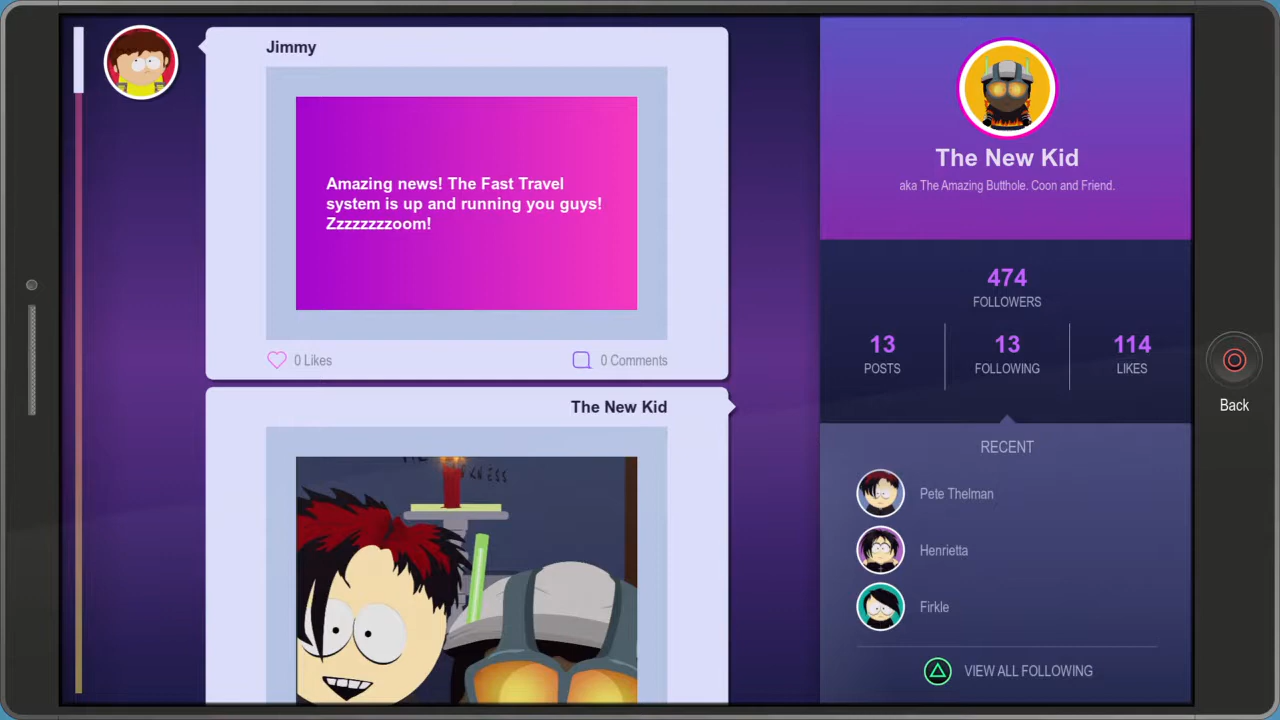 Jimmy
Amazing news! The Fast Travel
system is up and running you guys!
Zzzzzzzzoom!
0 Likes
0 Comments
The New Kid
The New Kid
aka The Amazing Butthole. Coon and Friend.
474
FOLLOWERS
13
POSTS
13
FOLLOWING
114
LIKES
RECENT
Pete Thelman
Henrietta
Firkle
VIEW ALL FOLLOWING
Back